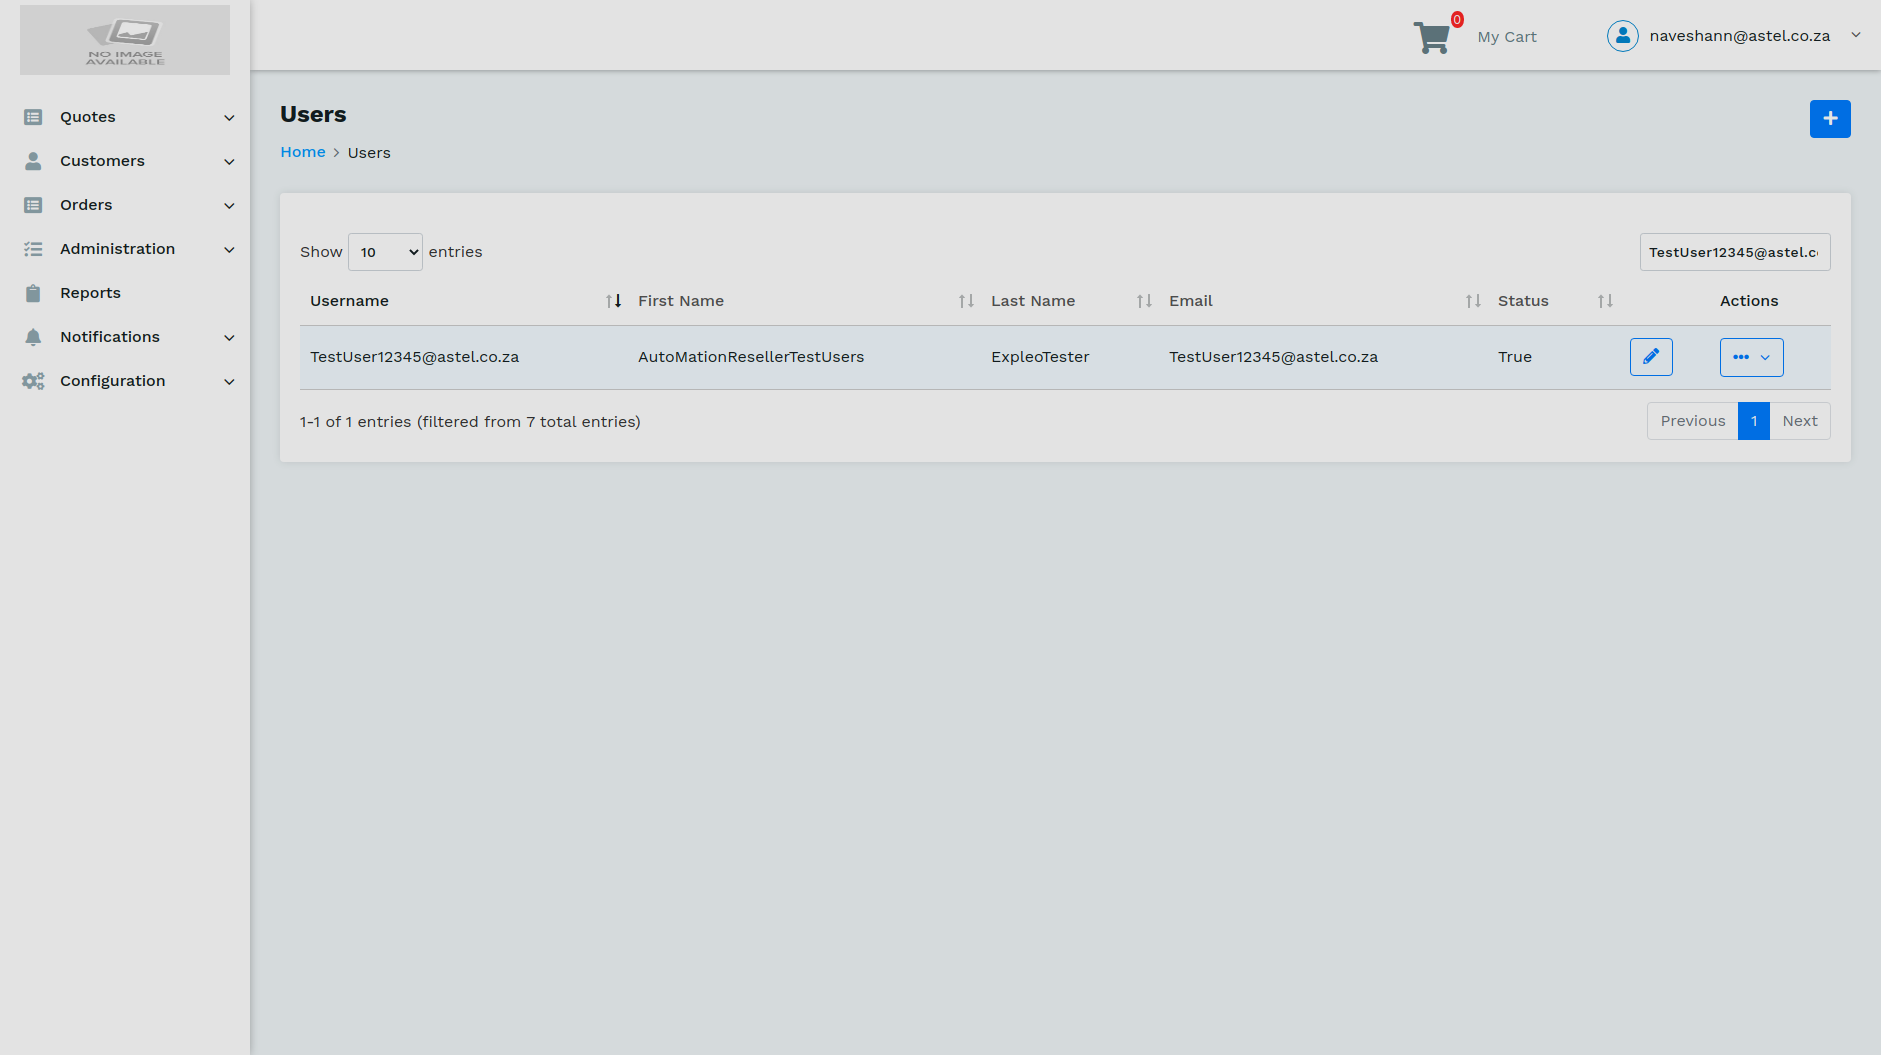 NO IMAGE
AVAILABLE
0
My Cart
naveshann@astel.co.za
Quotes
Customers
Orders
Administration
Reports
Notifications
Configuration
Users
Home > Users
Show 10 entries
TestUser12345@astel.c
Username First Name Last Name Email Status Actions
TestUser12345@astel.co.za AutoMationResellerTestUsers ExpleoTester TestUser12345@astel.co.za True
1-1 of 1 entries (filtered from 7 total entries)
Previous 1 Next